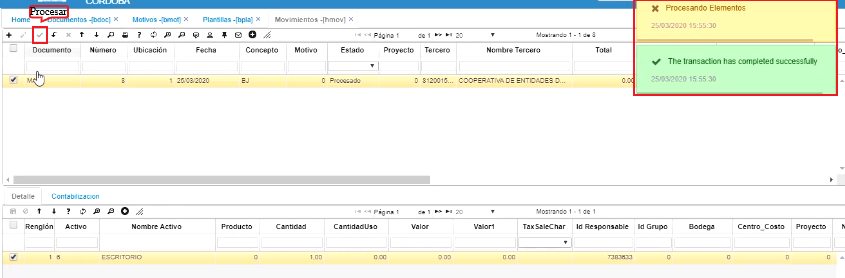 CORDOBA
Procesar
Home
Documentos -[bdoc] ×
Motivos -[bmot] ×
Plantillas -[bpla] ×
Movimientos -[hmov] ×
Procesando Elementos
25/03/2020 15:55:30
The transaction has completed successfully
25/03/2020 15:55:30
Página 1 de 1 20 Mostrando 1 - 1 de 8
Documento Número Ubicación Fecha Concepto Motivo Estado Proyecto Tercero Nombre Tercero Total
8 1 25/03/2020 BJ 0 Procesado 0 8120015... COOPERATIVA DE ENTIDADES D... 0.00
Detalle Contabilizacion
Página 1 de 1 20 Mostrando 1 - 1 de 1
Renglón Activo Nombre Activo Producto Cantidad CantidadUso Valor Valor1 TaxSaleChar Id Responsable Id Grupo Bodega Centro_Costo Proyecto N
1 6 ESCRITORIO 0 1.00 0.00 0.00 0.00 7383633 0 0 0 0